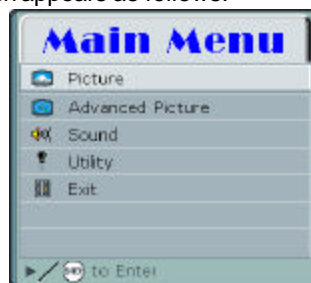 Main Menu
Picture
Advanced Picture
Sound
Utility
Exit
to Enter